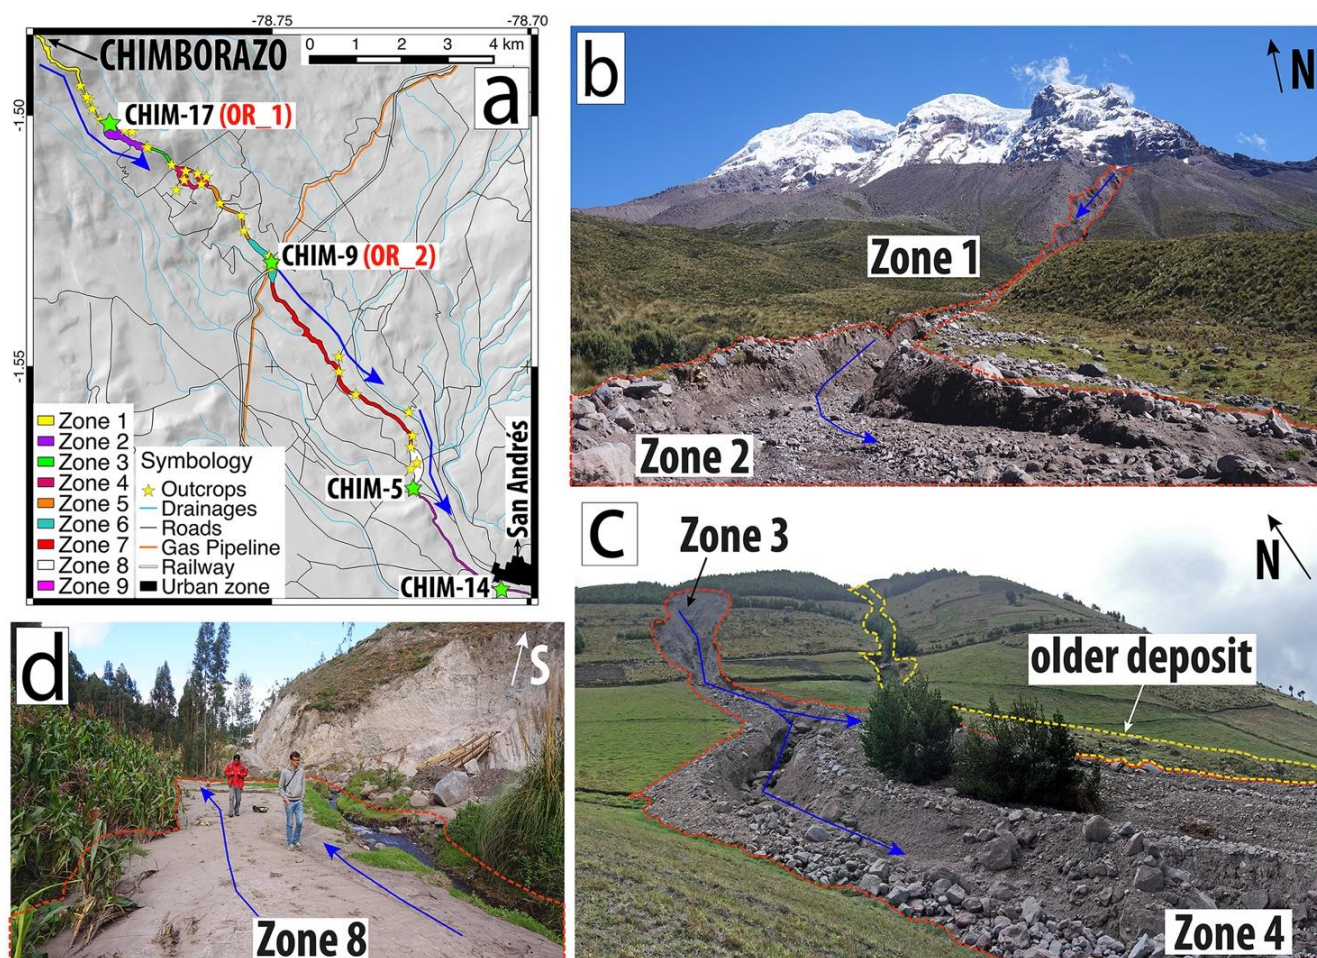 -78.75
-78.70
0 1 2 3 4 km
a
CHIMBORAZO
-1.50
CHIM-17 (OR_1)
CHIM-9 (OR_2)
-1.55
CHIM-5
San Andrés
CHIM-14
Zone 1
Zone 2
Zone 3
Zone 4
Zone 5
Zone 6
Zone 7
Zone 8
Zone 9
Symbology
Outcrops
Drainages
Roads
Gas Pipeline
Railway
Urban zone
b
N
Zone 1
Zone 2
C
Zone 3
N
older deposit
Zone 4
d
S
Zone 8